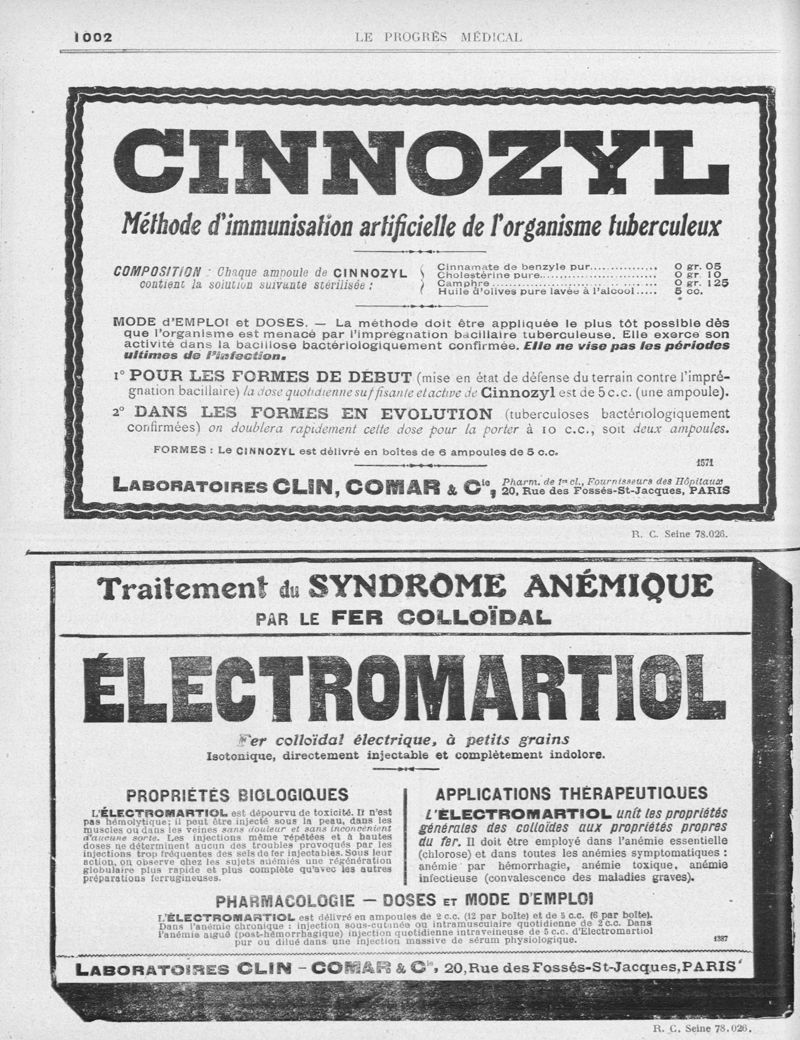 1002
LE PROGRÈS MÉDICAL
CINNOZYL
Méthode d'immunisation artificielle de l'organisme tuberculeux
COMPOSITION : Chaque ampoule de CINNOZYL
contient la solution suivante stérilisée :
Cinnamate de benzyle pur.............. 0 gr. 05
Cholestérine pure........................ 0 gr. 10
Camphre................................ 0 gr. 125
Huile d'olives pure lavée à l'alcool..... 5 cc.
MODE d'EMPLOI et DOSES. — La méthode doit être appliquée le plus tôt possible dès
que l'organisme est menacé par l'imprégnation bacillaire tuberculeuse. Elle exerce son
activité dans la bacillose bactériologiquement confirmée. Elle ne vise pas les périodes
ultimes de l'infection.
1° POUR LES FORMES DE DÉBUT (mise en état de défense du terrain contre l'impré-
gnation bacillaire) la dose quotidienne suffisante et active de Cinnozyl est de 5 c.c. (une ampoule).
2° DANS LES FORMES EN EVOLUTION (tuberculoses bactériologiquement
confirmées) on doublera rapidement cette dose pour la porter à 10 c.c., soit deux ampoules.
FORMES : Le CINNOZYL est délivré en boîtes de 6 ampoules de 5 c.c.
1571
LABORATOIRES CLIN, COMAR & Cie, Pharm. de 1re cl., Fournisseurs des Hôpitaux
20, Rue des Fossés-St-Jacques, PARIS
R. C. Seine 78.026.
Traitement du SYNDROME ANÉMIQUE
PAR LE FER COLLOÏDAL
ÉLECTROMARTIOL
Fer colloïdal électrique, à petits grains
Isotonique, directement injectable et complètement indolore.
PROPRIÉTÉS BIOLOGIQUES
L'ÉLECTROMARTIOL est dépourvu de toxicité. Il n'est
pas hémolytique; il peut être injecté sous la peau, dans les
muscles ou dans les veines sans douleur et sans inconvénient
d'aucune sorte. Les injections même répétées et à hautes
doses ne déterminent aucun des troubles provoqués par les
injections trop fréquentes des sels de fer injectables. Sous leur
action, on observe chez les sujets anémiés une régénération
globulaire plus rapide et plus complète qu'avec les autres
préparations ferrugineuses.
APPLICATIONS THÉRAPEUTIQUES
L'ÉLECTROMARTIOL unit les propriétés
générales des colloïdes aux propriétés propres
du fer. Il doit être employé dans l'anémie essentielle
(chlorose) et dans toutes les anémies symptomatiques :
anémie par hémorrhagie, anémie toxique, anémie
infectieuse (convalescence des maladies graves).
PHARMACOLOGIE — DOSES ET MODE D'EMPLOI
L'ÉLECTROMARTIOL est délivré en ampoules de 2 c.c. (12 par boîte) et de 5 c.c. (6 par boîte).
Dans l'anémie chronique : injection sous-cutanée ou intramusculaire quotidienne de 2 c.c. Dans
l'anémie aiguë (post-hémorrhagique) injection quotidienne intraveineuse de 5 c.c. d'Electromartiol
pur ou dilué dans une injection massive de sérum physiologique.
1387
LABORATOIRES CLIN - COMAR & Cie, 20, Rue des Fossés-St-Jacques, PARIS
R. C. Seine 78.026.